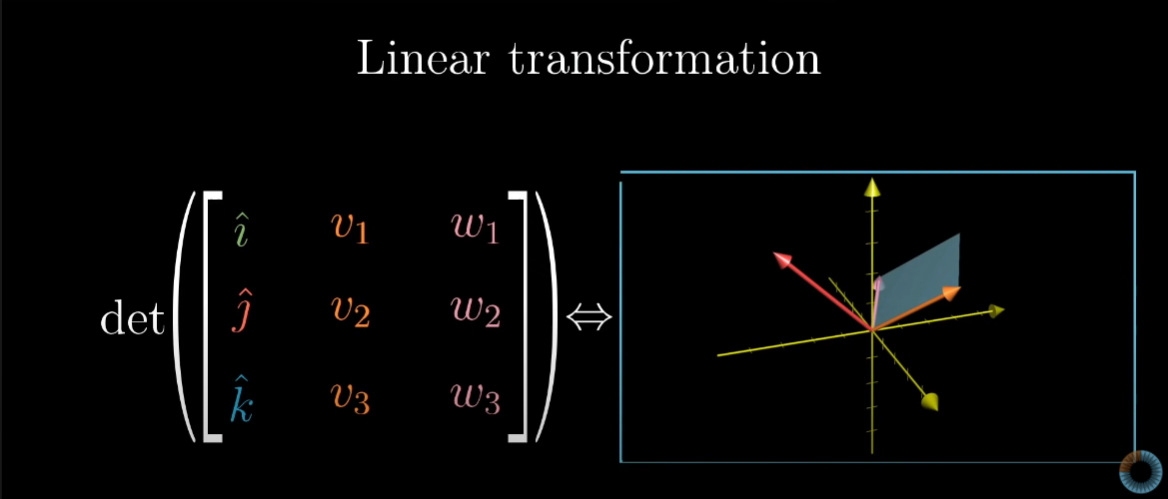 Linear transformation
det([î v₁ w₁
ĵ v₂ w₂
k̂ v₃ w₃]) ⇔